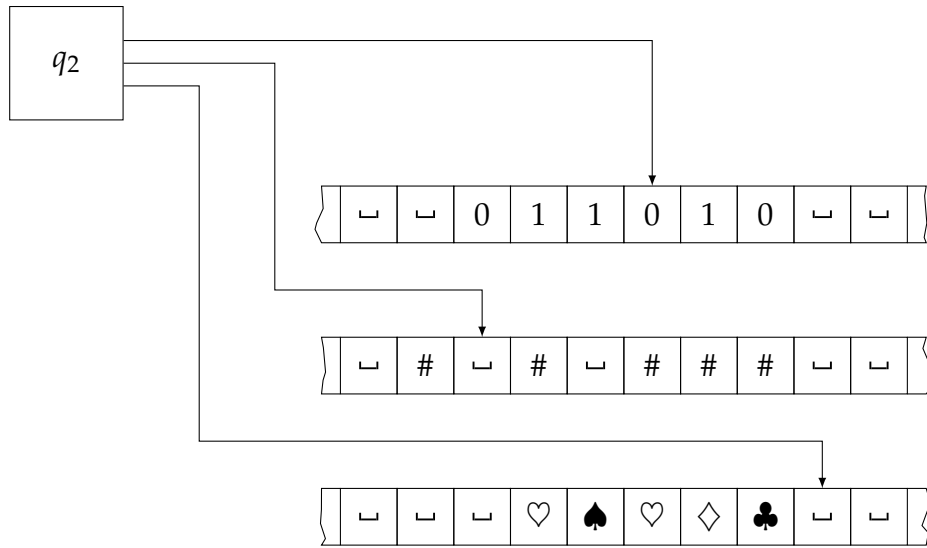 q₂
␣ ␣ 0 1 1 0 1 0 ␣ ␣
␣ # ␣ # ␣ # # # ␣ ␣
␣ ␣ ␣ ♡ ♠ ♡ ♢ ♣ ␣ ␣